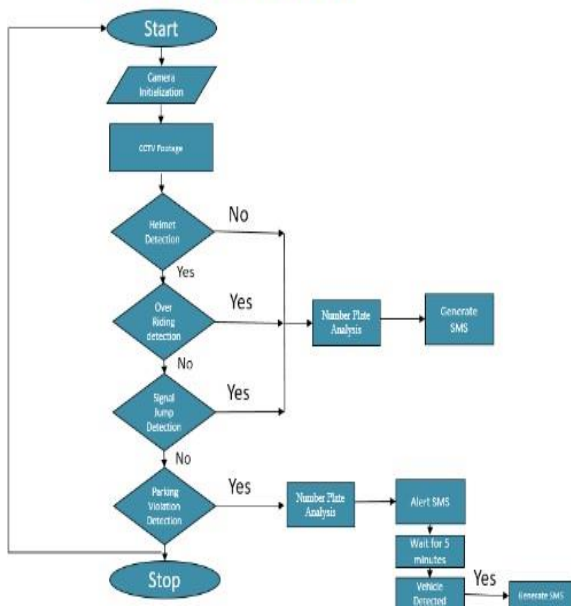 Start
Camera
Initialization
CCTV Footage
Helmet
Detection
No
Yes
Over
Riding
detection
Yes
Number Plate
Analysis
Generate
SMS
No
Signal
Jump
Detection
Yes
No
Parking
Violation
Detection
Yes
Number Plate
Analysis
Alert SMS
Wait for 5
minutes
Vehicle
Detected
Yes
Generate SMS
Stop